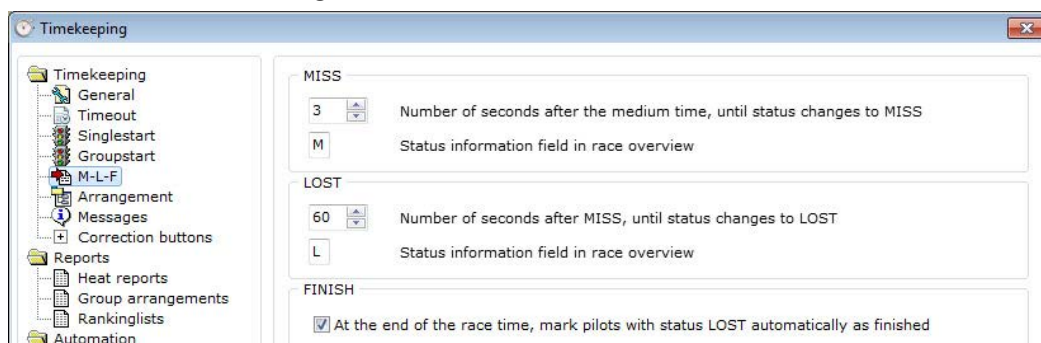 Timekeeping
Timekeeping
General
Timeout
Singlestart
Groupstart
M-L-F
Arrangement
Messages
Correction buttons
Reports
Heat reports
Group arrangements
Rankinglists
Automation
MISS
3 Number of seconds after the medium time, until status changes to MISS
M Status information field in race overview
LOST
60 Number of seconds after MISS, until status changes to LOST
L Status information field in race overview
FINISH
At the end of the race time, mark pilots with status LOST automatically as finished